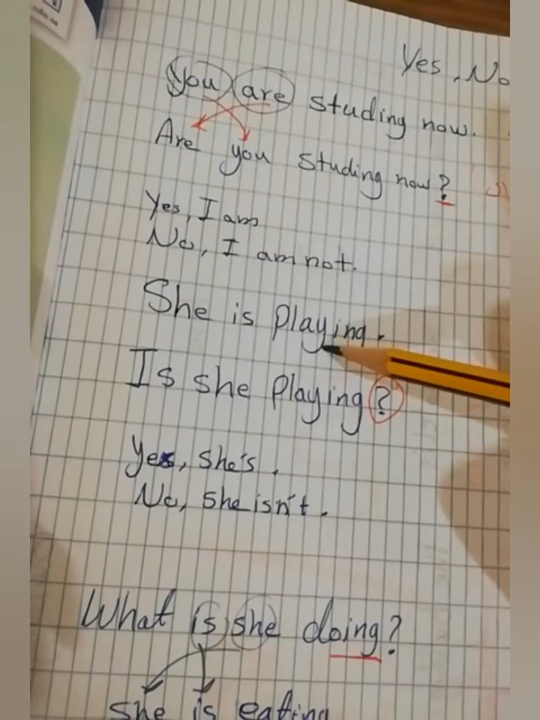 Yes, No
You are studing now.
Are you studing now?
Yes, I am
No, I am not.
She is playing.
Is she playing?
Yes, she's.
No, she isn't.
What is she doing?
she is eating